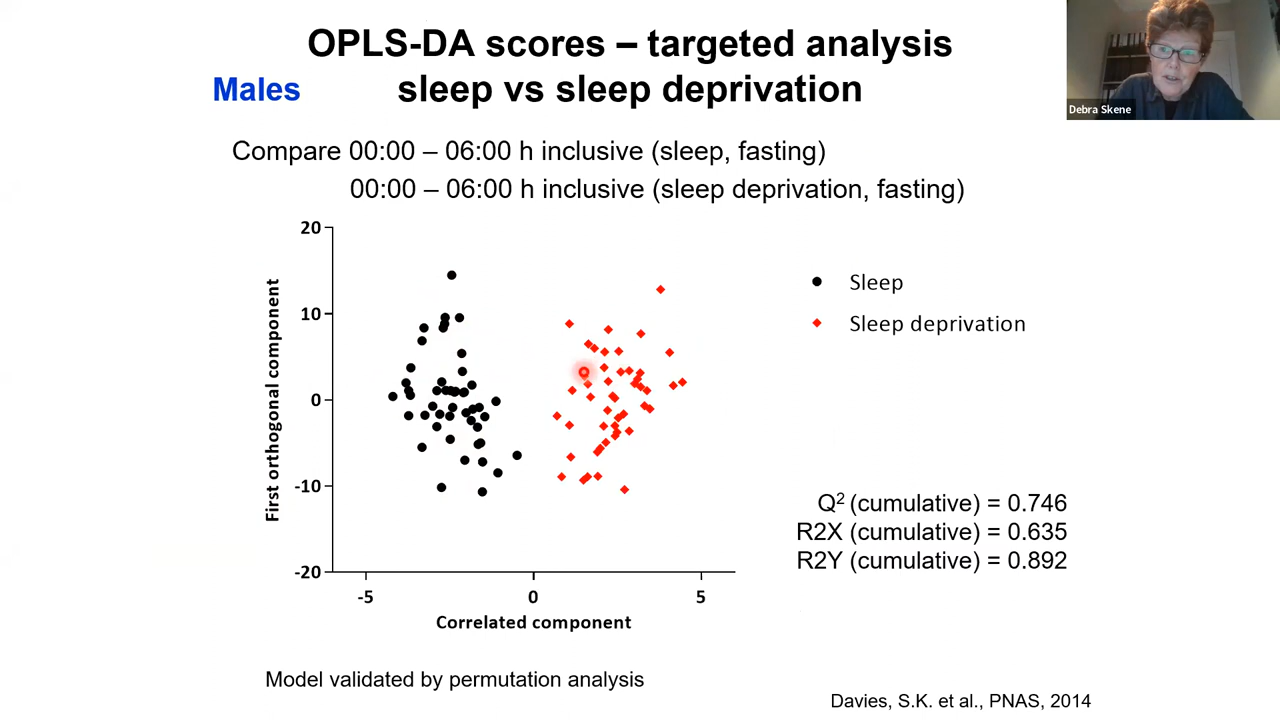 OPLS-DA scores – targeted analysis
Males
sleep vs sleep deprivation
Debra Skene
Compare 00:00 – 06:00 h inclusive (sleep, fasting)
00:00 – 06:00 h inclusive (sleep deprivation, fasting)
20
10
0
-10
-20
First orthogonal component
-5
0
5
Correlated component
Sleep
Sleep deprivation
Q² (cumulative) = 0.746
R2X (cumulative) = 0.635
R2Y (cumulative) = 0.892
Model validated by permutation analysis
Davies, S.K. et al., PNAS, 2014